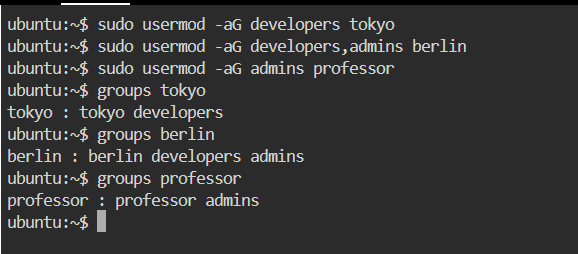 ubuntu:~$ sudo usermod -aG developers tokyo
ubuntu:~$ sudo usermod -aG developers,admins berlin
ubuntu:~$ sudo usermod -aG admins professor
ubuntu:~$ groups tokyo
tokyo : tokyo developers
ubuntu:~$ groups berlin
berlin : berlin developers admins
ubuntu:~$ groups professor
professor : professor admins
ubuntu:~$